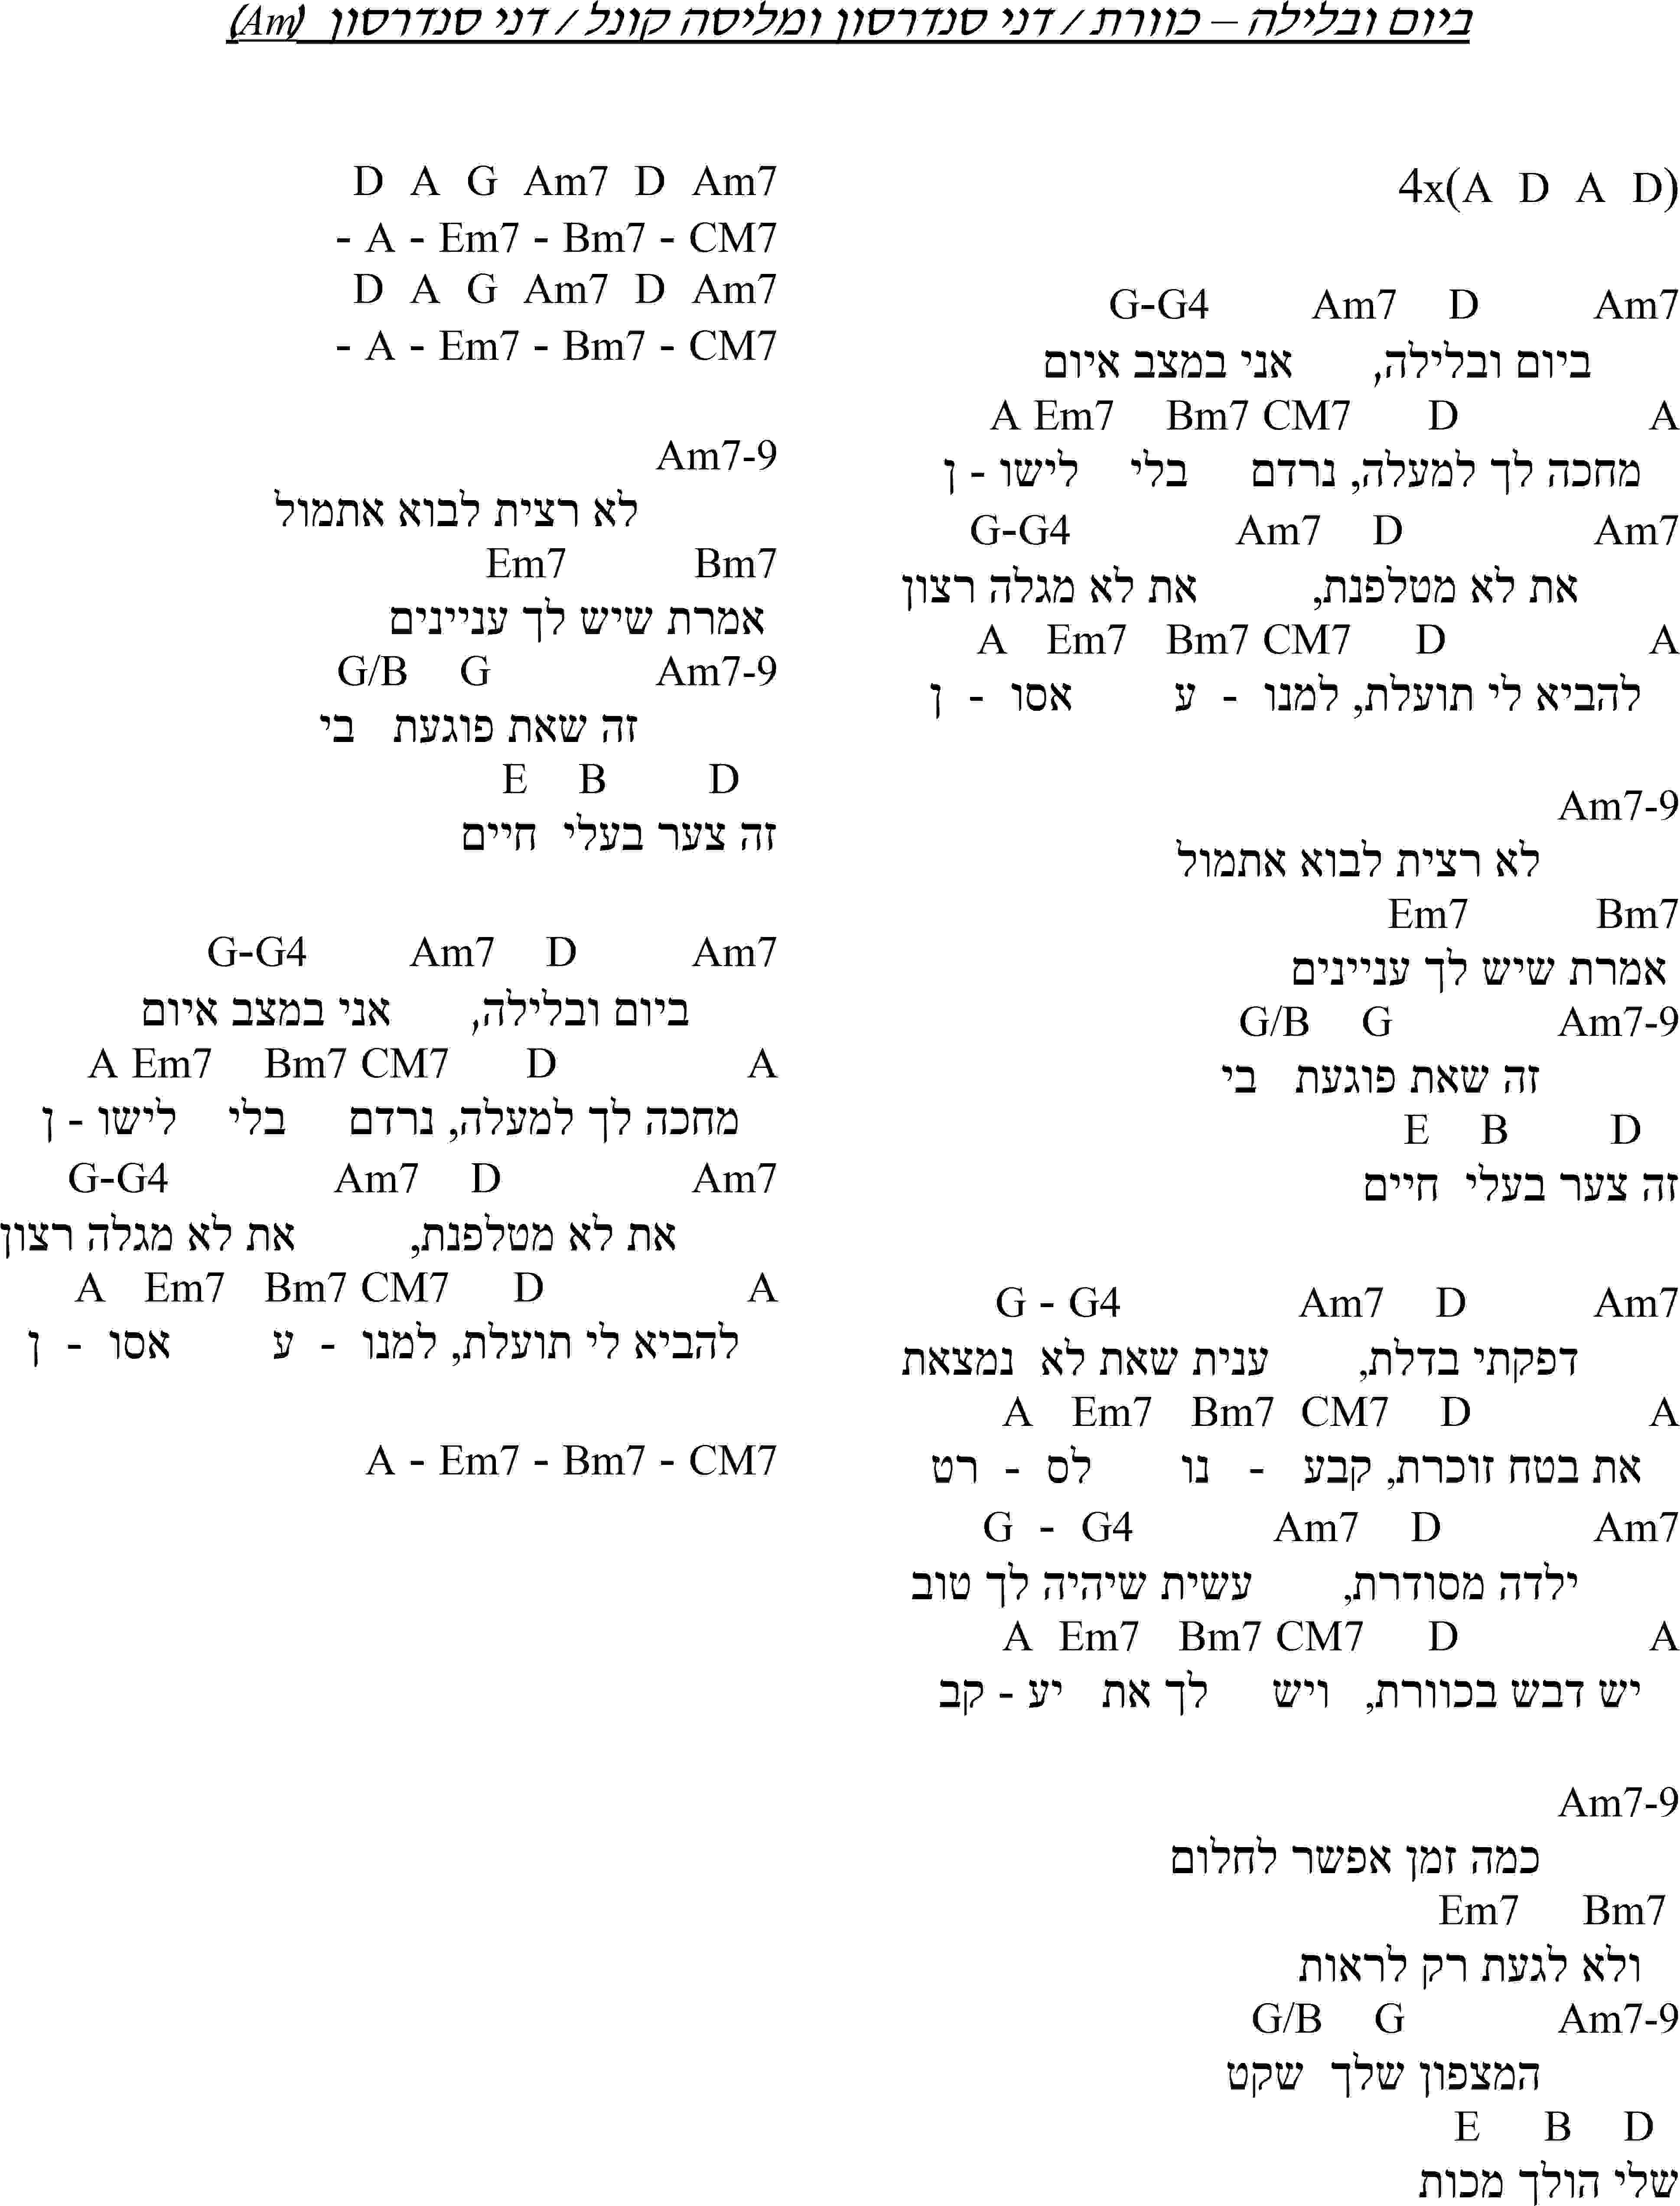 ביום ובלילה – כוורת / דני סנדרסון ומליסה קונל / דני סנדרסון (Am)
4x(A D A D)
G-G4 Am7 D Am7
ביום ובלילה, אני במצב איום
A Em7 Bm7 CM7 D A
מחכה לך למעלה, נרדם בלי לישו - ן
G-G4 Am7 D Am7
את לא מטלפנת, את לא מגלה רצון
A Em7 Bm7 CM7 D A
להביא לי תועלת, למנו - ע אסו - ן
Am7-9
לא רצית לבוא אתמול
Em7 Bm7
אמרת שיש לך עניינים
G/B G Am7-9
זה שאת פוגעת בי
E B D
זה צער בעלי חיים
G - G4 Am7 D Am7
דפקתי בדלת, ענית שאת לא נמצאת
A Em7 Bm7 CM7 D A
את בטח זוכרת, קבע - נו לס - רט
G - G4 Am7 D Am7
ילדה מסודרת, עשית שיהיה לך טוב
A Em7 Bm7 CM7 D A
יש דבש בכוורת, ויש לך את יע - קב
Am7-9
כמה זמן אפשר לחלום
Em7 Bm7
ולא לגעת רק לראות
G/B G Am7-9
המצפון שלך שקט
E B D
שלי הולך מכות
D A G Am7 D Am7
- A - Em7 - Bm7 - CM7
D A G Am7 D Am7
- A - Em7 - Bm7 - CM7
Am7-9
לא רצית לבוא אתמול
Em7 Bm7
אמרת שיש לך עניינים
G/B G Am7-9
זה שאת פוגעת בי
E B D
זה צער בעלי חיים
G-G4 Am7 D Am7
ביום ובלילה, אני במצב איום
A Em7 Bm7 CM7 D A
מחכה לך למעלה, נרדם בלי לישו - ן
G-G4 Am7 D Am7
את לא מטלפנת, את לא מגלה רצון
A Em7 Bm7 CM7 D A
להביא לי תועלת, למנו - ע אסו - ן
A - Em7 - Bm7 - CM7